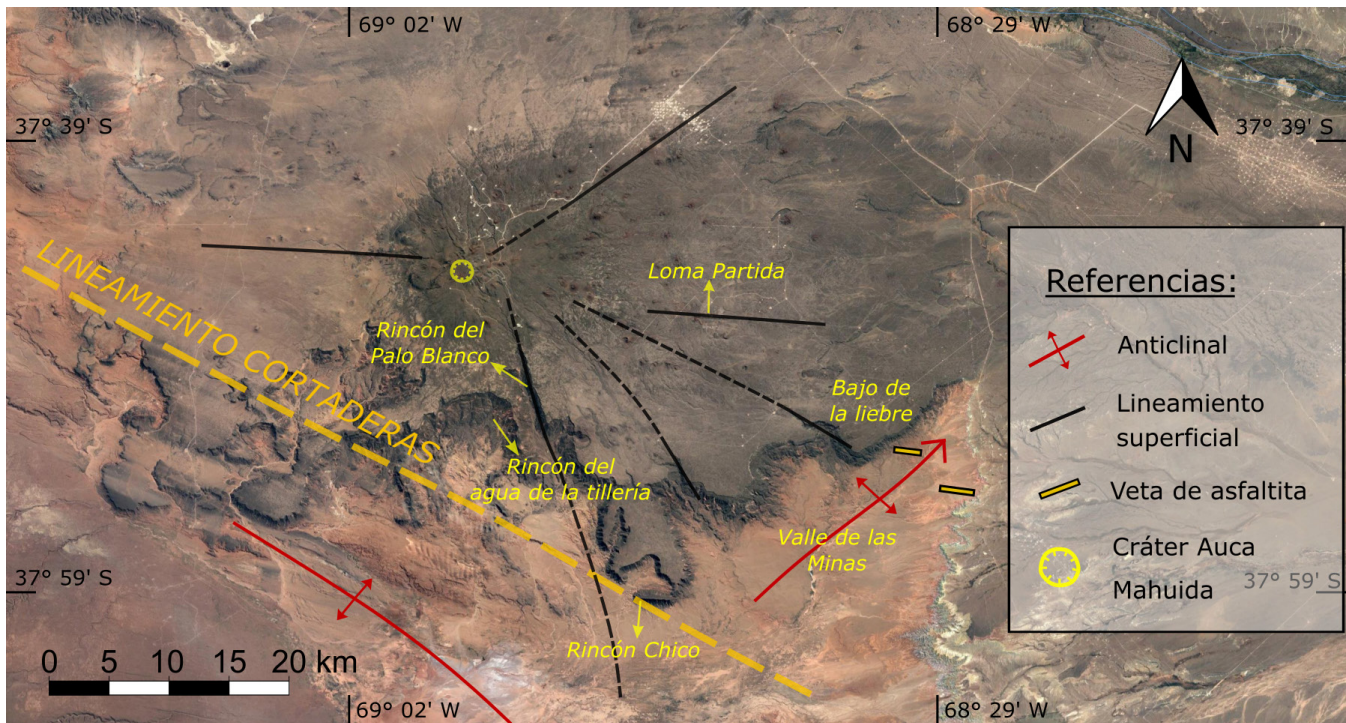 69° 02' W
68° 29' W
37° 39' S
37° 39' S
N
LINEAMIENTO CORTADERAS
Loma Partida
Rincón del
Palo Blanco
Bajo de
la liebre
Rincón del
agua de la tillería
Valle de las
Minas
Rincón Chico
37° 59' S
Referencias:
Anticlinal
Lineamiento
superficial
Veta de asfaltita
Cráter Auca
Mahuida
37° 59' S
0 5 10 15 20 km
69° 02' W
68° 29' W